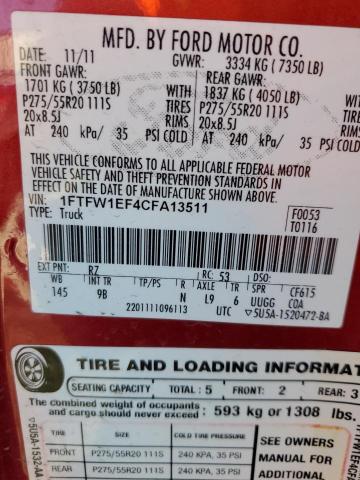 MFD. BY FORD MOTOR CO.
DATE: 11/11 GVWR: 3334 KG (7350 LB)
FRONT GAWR: REAR GAWR:
1701 KG (3750 LB) WITH 1837 KG (4050 LB)
P275/55R20 111S TIRES P275/55R20 111S
20x8.5J RIMS 20x8.5J
AT 240 kPa/ 35 PSI COLD AT 240 kPa/ 35 PSI COLD
THIS VEHICLE CONFORMS TO ALL APPLICABLE FEDERAL MOTOR
VEHICLE SAFETY AND THEFT PREVENTION STANDARDS IN
EFFECT ON THE DATE OF MANUFACTURE SHOWN ABOVE.
VIN: 1FTFW1EF4CFA13511
TYPE: Truck F0053
T0116
EXT PNT: RZ RC: 53 DSO:
WB INT TR TP/PS R AXLE TR CF615
145 9B N L9 6 UUGG COA
2201111096113 UTC 5U5A-1520472-BA
TIRE AND LOADING INFORMAT
SEATING CAPACITY TOTAL: 5 FRONT: 2 REAR: 3
The combined weight of occupants
and cargo should never exceed: 593 kg or 1308 lbs.
TIRE SIZE COLD TIRE PRESSURE
FRONT P275/55R20 111S 240 KPA, 35 PSI
REAR P275/55R20 111S 240 KPA, 35 PSI
SEE OWNERS
MANUAL FOR
ADDITIONAL
5U5A-1532-AA